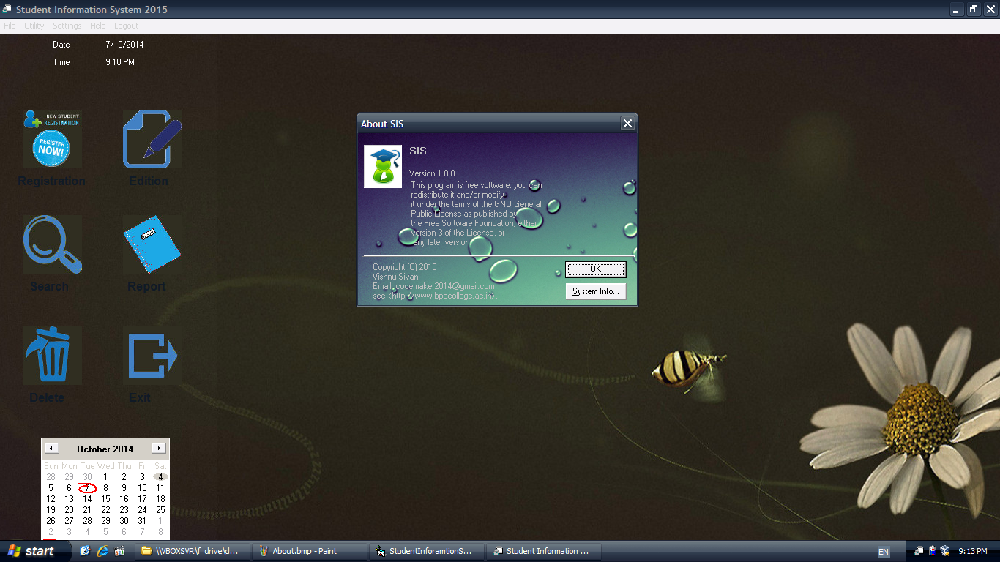 Student Information System 2015
File Utility Settings Help Logout
Date 7/10/2014
Time 9:10 PM
NEW STUDENT
REGISTRATION
REGISTER
NOW!
Registration
Edition
Search
Report
Delete
Exit
About SIS
SIS
Version 1.0.0
This program is free software: you can
redistribute it and/or modify
it under the terms of the GNU General
Public License as published by
the Free Software Foundation, either
version 3 of the License, or
any later version
Copyright (C) 2015
Vishnu Sivan
Email: codemaker2014@gmail.com
see <http://www.bpccollege.ac.in>.
OK
System Info...
October 2014
Sun Mon Tue Wed Thu Fri Sat
28 29 30 1 2 3 4
5 6 7 8 9 10 11
12 13 14 15 16 17 18
19 20 21 22 23 24 25
26 27 28 29 30 31 1
2 3 4 5 6 7 8
start
\\VBOXSVR\f_drive\d...
About.bmp - Paint
StudentInforamtionS...
Student Information ...
EN
9:13 PM